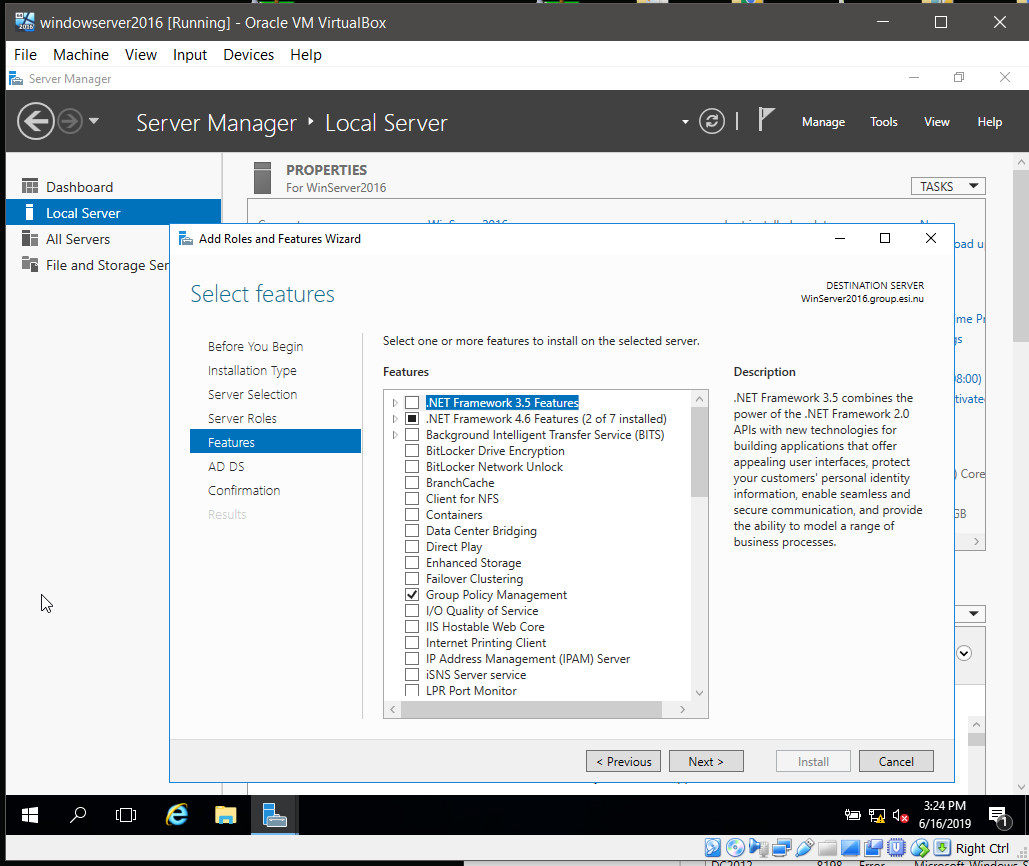 windowserver2016 [Running] - Oracle VM VirtualBox
File Machine View Input Devices Help
Server Manager
Server Manager ‣ Local Server
Manage Tools View Help
Dashboard
Local Server
All Servers
File and Storage Ser
PROPERTIES
For WinServer2016
TASKS
Add Roles and Features Wizard
Select features
DESTINATION SERVER
WinServer2016.group.esi.nu
Before You Begin
Installation Type
Server Selection
Server Roles
Features
AD DS
Confirmation
Results
Select one or more features to install on the selected server.
Features
.NET Framework 3.5 Features
.NET Framework 4.6 Features (2 of 7 installed)
Background Intelligent Transfer Service (BITS)
BitLocker Drive Encryption
BitLocker Network Unlock
BranchCache
Client for NFS
Containers
Data Center Bridging
Direct Play
Enhanced Storage
Failover Clustering
Group Policy Management
I/O Quality of Service
IIS Hostable Web Core
Internet Printing Client
IP Address Management (IPAM) Server
iSNS Server service
LPR Port Monitor
Description
.NET Framework 3.5 combines the
power of the .NET Framework 2.0
APIs with new technologies for
building applications that offer
appealing user interfaces, protect
your customers' personal identity
information, enable seamless and
secure communication, and provide
the ability to model a range of
business processes.
oad u
me Pr
gs
08:00)
tivate
) Core
GB
< Previous
Next >
Install
Cancel
3:24 PM
6/16/2019
1
Right Ctrl